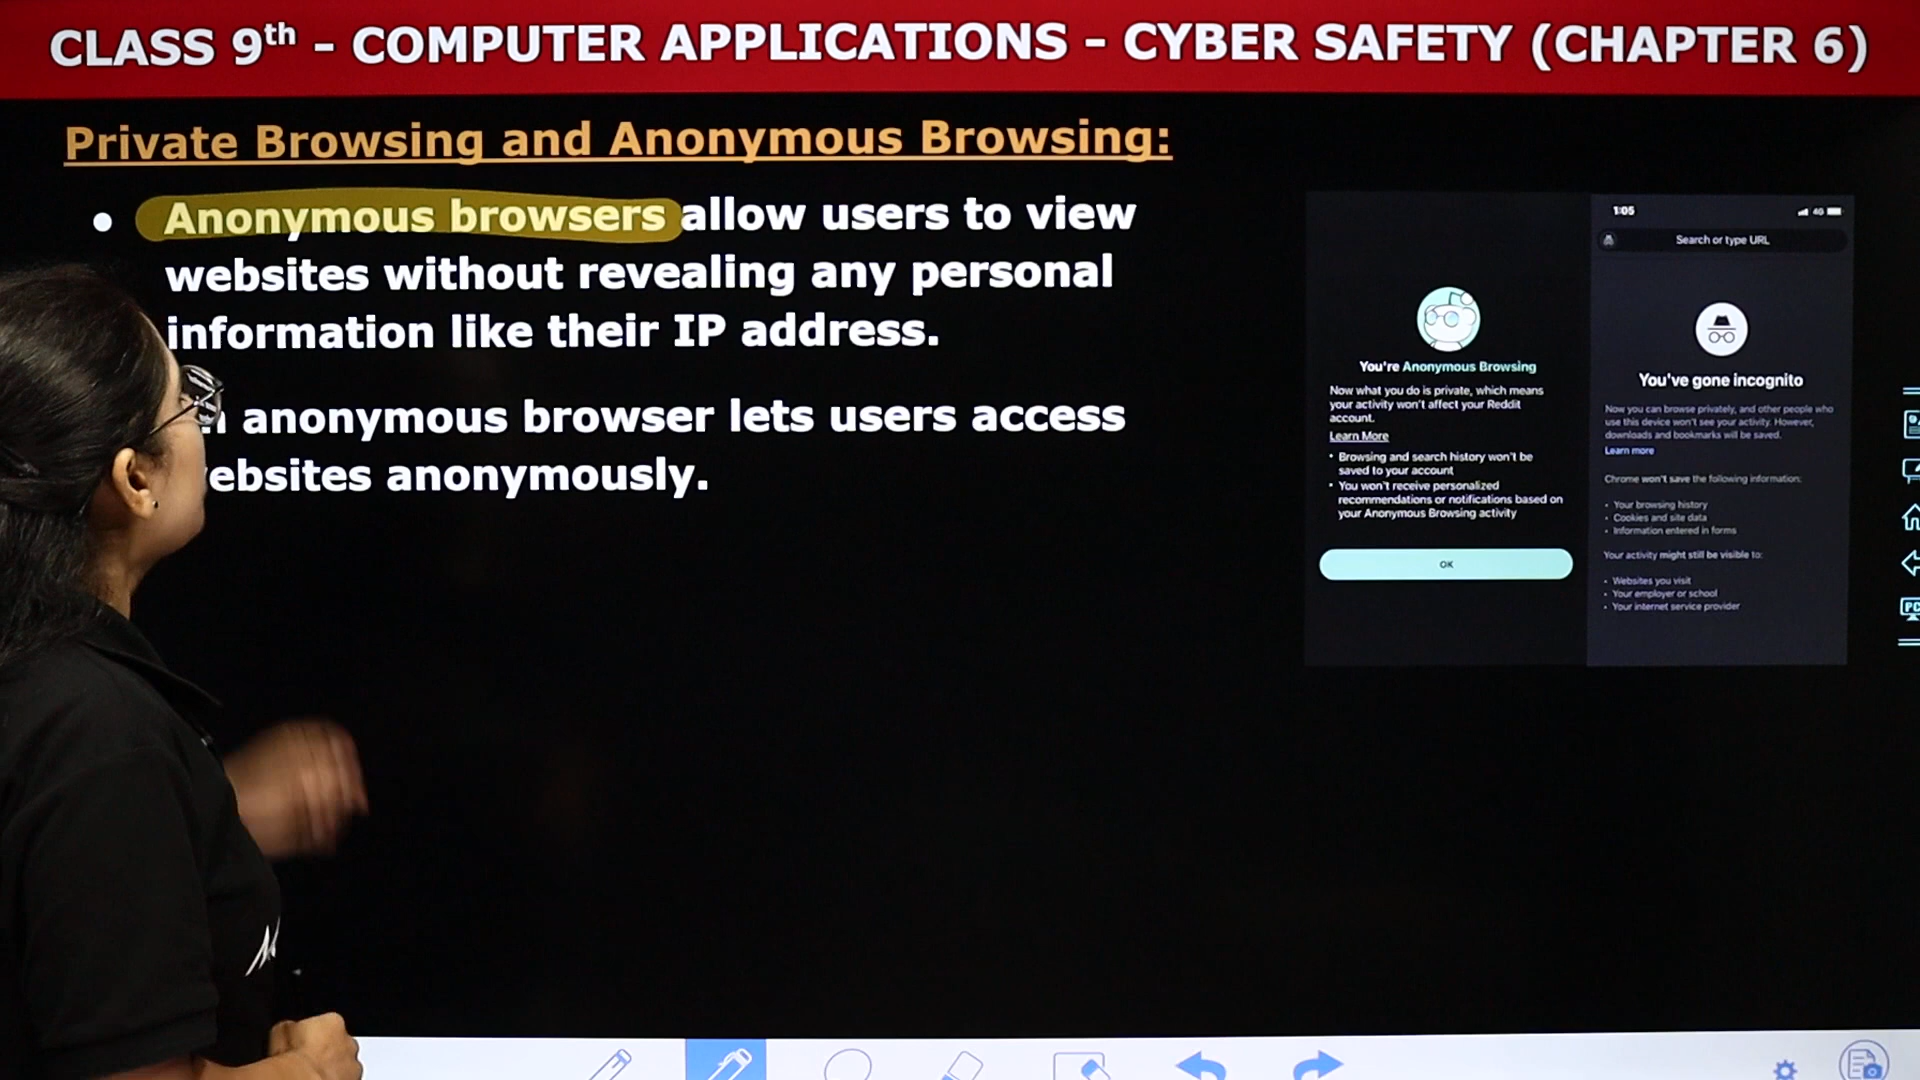 CLASS 9th - COMPUTER APPLICATIONS - CYBER SAFETY (CHAPTER 6)
Private Browsing and Anonymous Browsing:
• Anonymous browsers allow users to view
websites without revealing any personal
information like their IP address.
anonymous browser lets users access
ebsites anonymously.
You're Anonymous Browsing
Now what you do is private, which means
your activity won't affect your Reddit
account.
Learn More
• Browsing and search history won't be
saved to your account
• You won't receive personalized
recommendations or notifications based on
your Anonymous Browsing activity
OK
1:05
4G
Search or type URL
You've gone incognito
Now you can browse privately, and other people who
use this device won't see your activity. However,
downloads and bookmarks will be saved.
Learn more
Chrome won't save the following information:
• Your browsing history
• Cookies and site data
• Information entered in forms
Your activity might still be visible to:
• Websites you visit
• Your employer or school
• Your internet service provider
PC